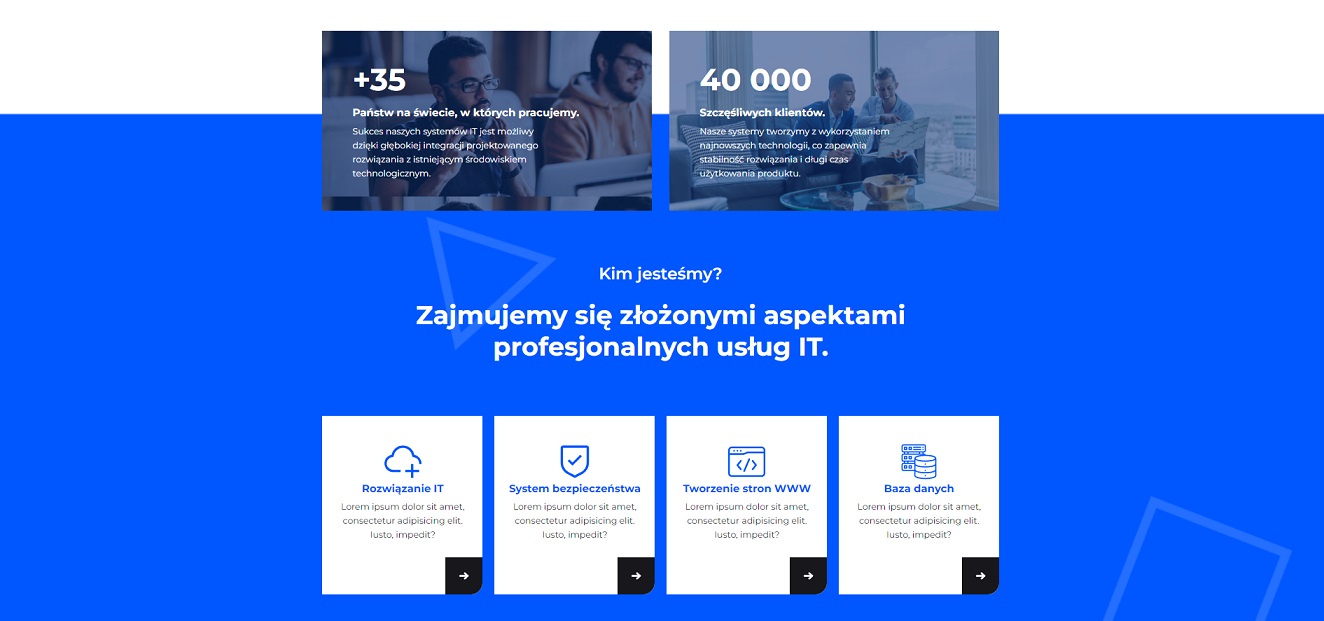 +35
Państw na świecie, w których pracujemy.
Sukces naszych systemów IT jest możliwy
dzięki głębokiej integracji projektowanego
rozwiązania z istniejącym środowiskiem
technologicznym.
40 000
Szczęśliwych klientów.
Nasze systemy tworzymy z wykorzystaniem
najnowszych technologii, co zapewnia
stabilność rozwiązania i długi czas
użytkowania produktu.
Kim jesteśmy?
Zajmujemy się złożonymi aspektami
profesjonalnych usług IT.
Rozwiązanie IT
Lorem ipsum dolor sit amet,
consectetur adipisicing elit.
Iusto, impedit?
System bezpieczeństwa
Lorem ipsum dolor sit amet,
consectetur adipisicing elit.
Iusto, impedit?
Tworzenie stron WWW
Lorem ipsum dolor sit amet,
consectetur adipisicing elit.
Iusto, impedit?
Baza danych
Lorem ipsum dolor sit amet,
consectetur adipisicing elit.
Iusto, impedit?